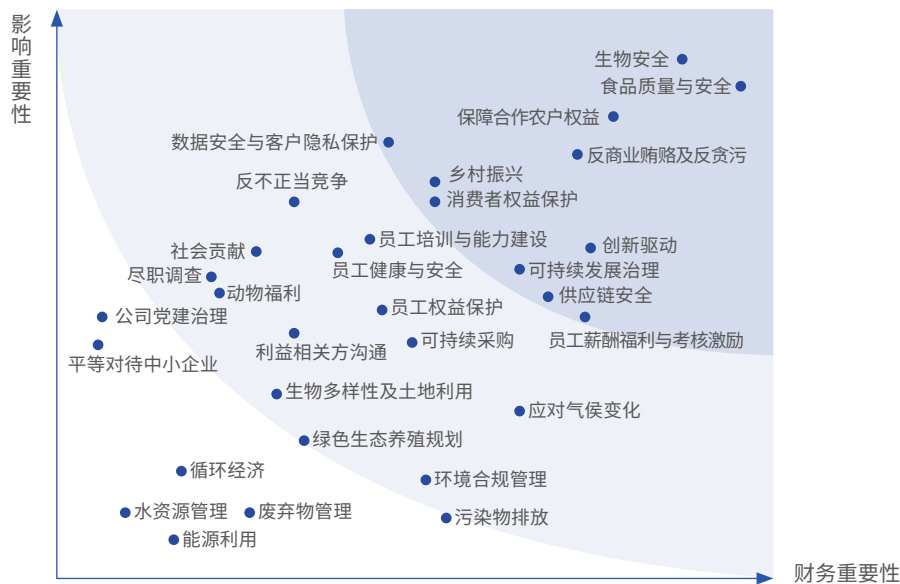 影响重要性
生物安全
食品质量与安全
保障合作农户权益
数据安全与客户隐私保护
反商业贿赂及反贪污
乡村振兴
反不正当竞争
消费者权益保护
员工培训与能力建设
创新驱动
社会贡献
员工健康与安全
可持续发展治理
尽职调查
动物福利
供应链安全
员工权益保护
公司党建治理
员工薪酬福利与考核激励
可持续采购
利益相关方沟通
平等对待中小企业
生物多样性及土地利用
应对气候变化
绿色生态养殖规划
循环经济
环境合规管理
水资源管理
废弃物管理
污染物排放
能源利用
财务重要性